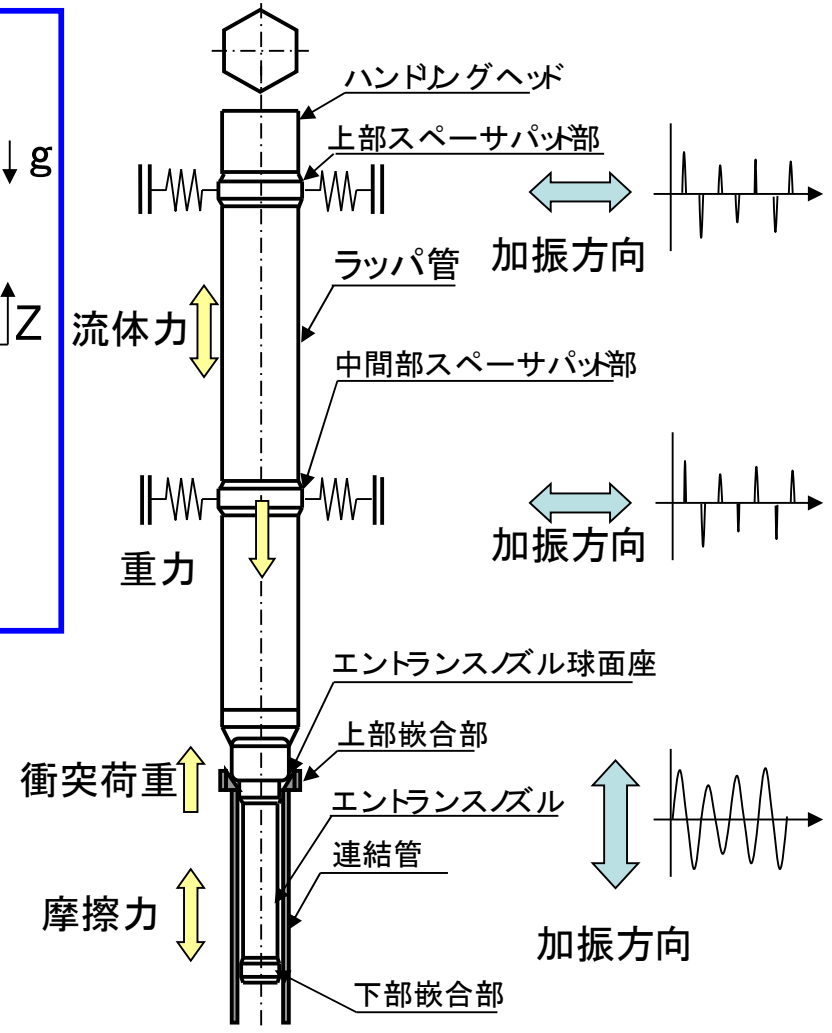 ハンドリングヘッド
上部スペーサパッド部
g
加振方向
ラッパ管
Z
流体力
中間部スペーサパッド部
加振方向
重力
エントランスノズル球面座
上部嵌合部
衝突荷重
エントランスノズル
連結管
摩擦力
加振方向
下部嵌合部